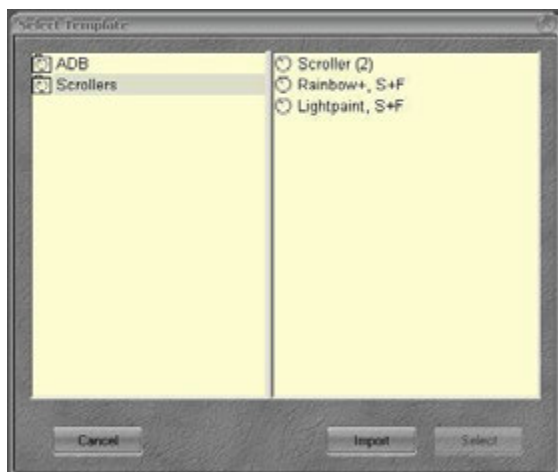 Select Template
ADB
Scrollers
Scroller (2)
Rainbow+, S+F
Lightpaint, S+F
Cancel
Import
Select